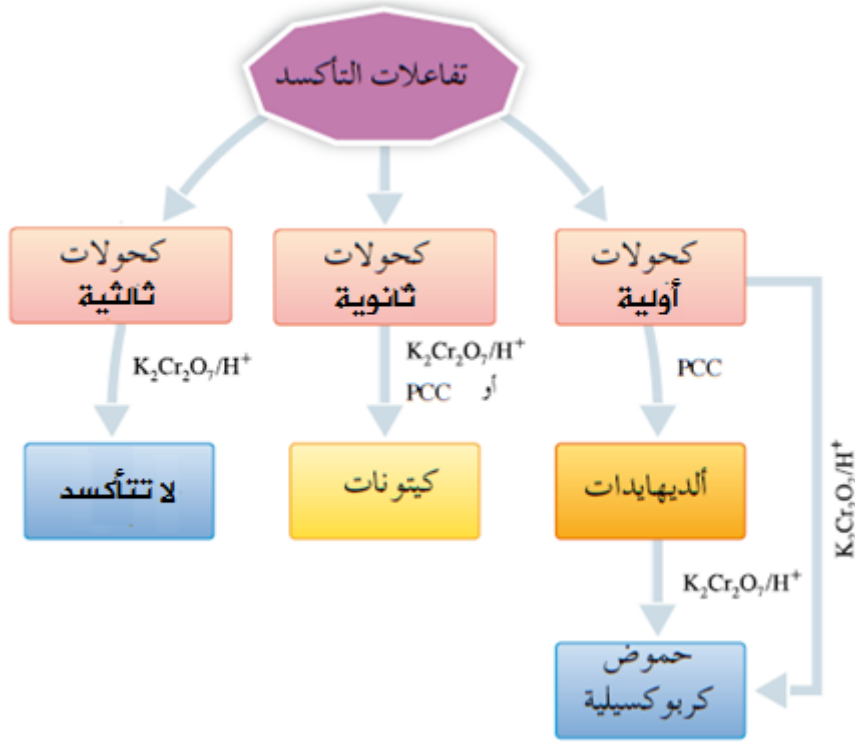 تفاعلات التأكسد
كحولات
أولية
كحولات
ثانوية
كحولات
ثالثية
PCC
K₂Cr₂O₇/H⁺
أو PCC
K₂Cr₂O₇/H⁺
K₂Cr₂O₇/H⁺
ألديهايدات
كيتونات
لا تتأكسد
K₂Cr₂O₇/H⁺
حموض
كربوكسيلية